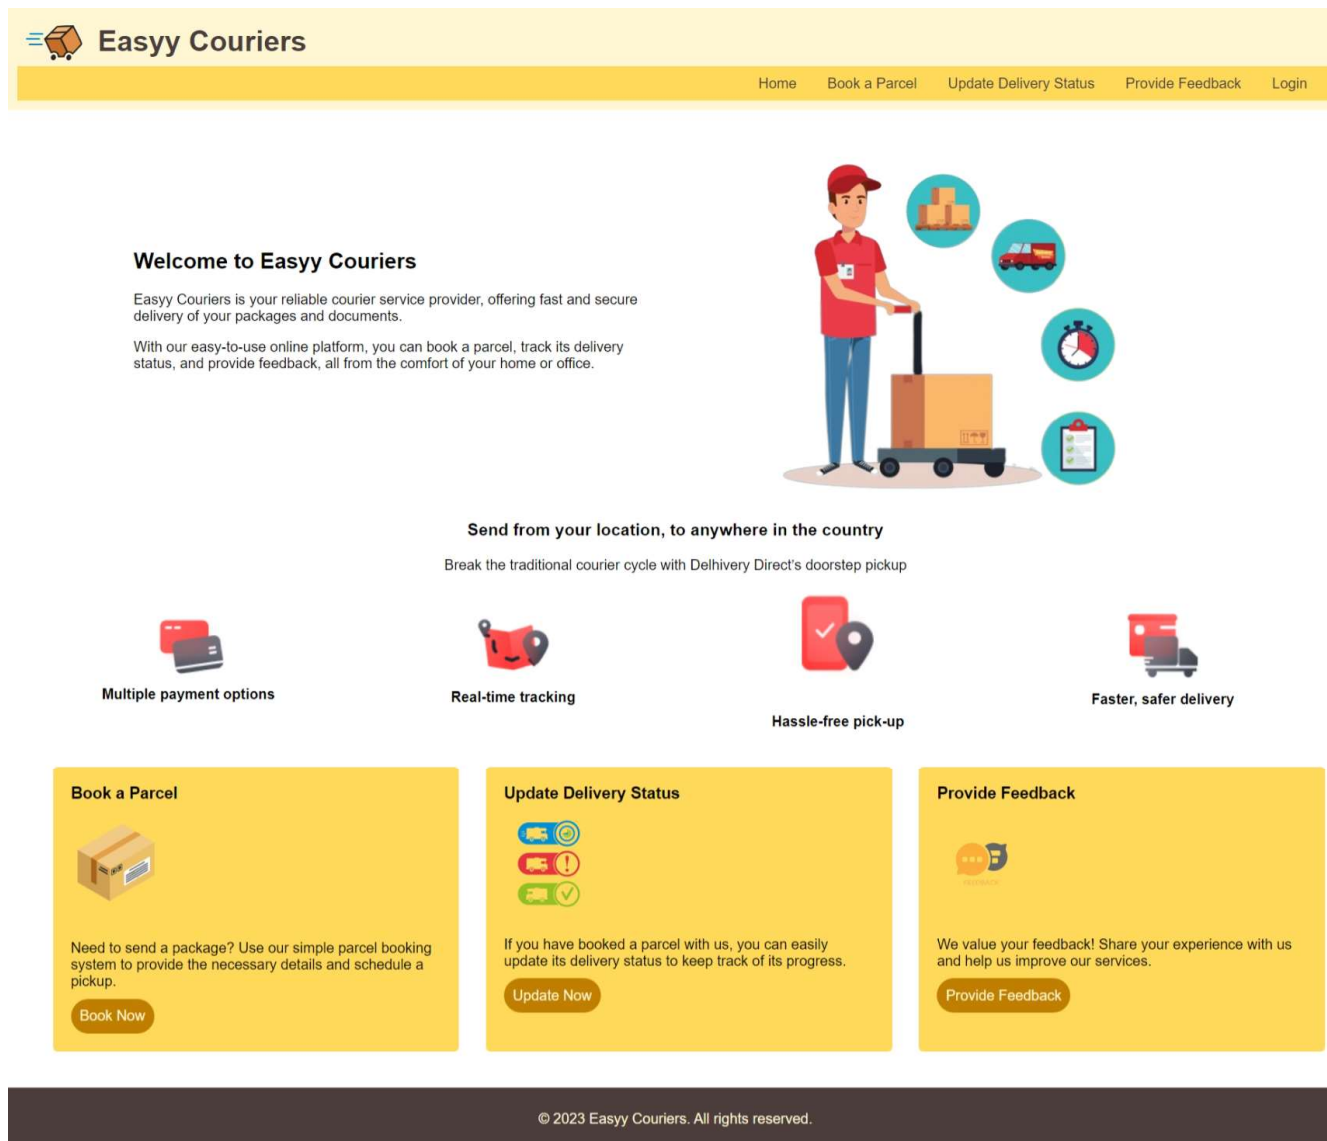 Easyy Couriers
Home Book a Parcel Update Delivery Status Provide Feedback Login
Welcome to Easyy Couriers
Easyy Couriers is your reliable courier service provider, offering fast and secure
delivery of your packages and documents.
With our easy-to-use online platform, you can book a parcel, track its delivery
status, and provide feedback, all from the comfort of your home or office.
Send from your location, to anywhere in the country
Break the traditional courier cycle with Delhivery Direct's doorstep pickup
Multiple payment options
Real-time tracking
Hassle-free pick-up
Faster, safer delivery
Book a Parcel
Need to send a package? Use our simple parcel booking
system to provide the necessary details and schedule a
pickup.
Book Now
Update Delivery Status
If you have booked a parcel with us, you can easily
update its delivery status to keep track of its progress.
Update Now
Provide Feedback
FEEDBACK
We value your feedback! Share your experience with us
and help us improve our services.
Provide Feedback
© 2023 Easyy Couriers. All rights reserved.